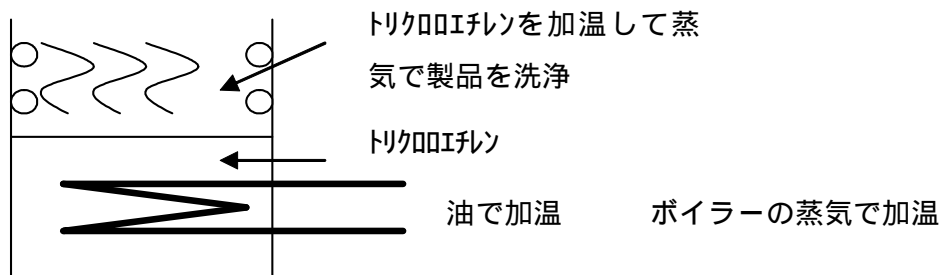 ﾄﾘｸﾛﾛｴﾁﾚﾝを加温して蒸
気で製品を洗浄
ﾄﾘｸﾛﾛｴﾁﾚﾝ
油で加温　　ボイラーの蒸気で加温